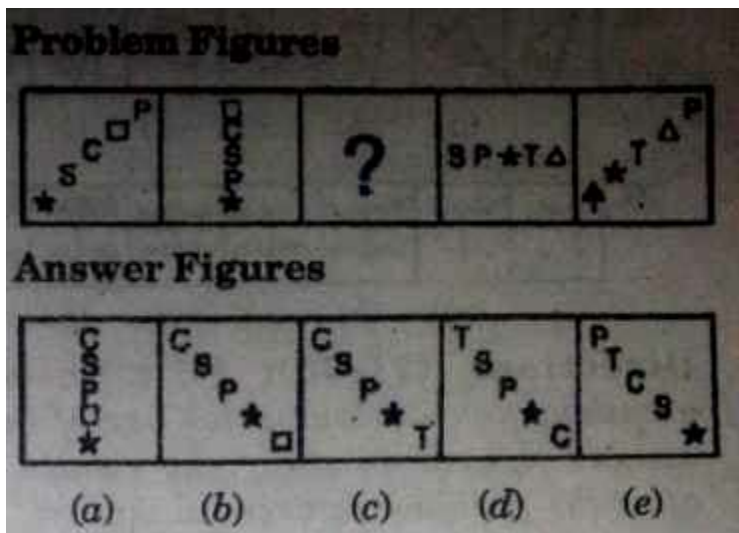 Problem Figures
★ S C □ P
□ C S P ★
?
S P ★ T △
↑ ★ T △ P
Answer Figures
C S P □ ★
C S P ★ □
C S P ★ T
T S P ★ C
P T C S ★
(a) (b) (c) (d) (e)